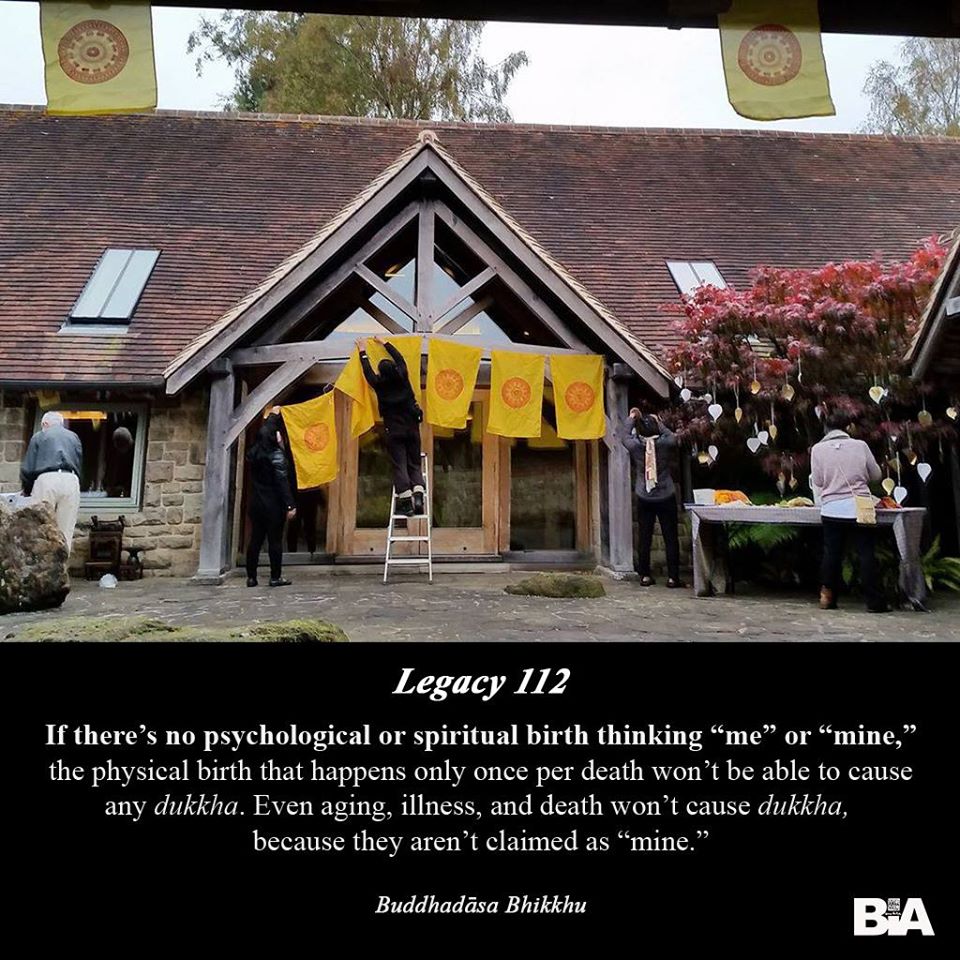 Legacy 112
If there’s no psychological or spiritual birth thinking “me” or “mine,”
the physical birth that happens only once per death won’t be able to cause
any dukkha. Even aging, illness, and death won’t cause dukkha,
because they aren’t claimed as “mine.”
Buddhadāsa Bhikkhu
BIA